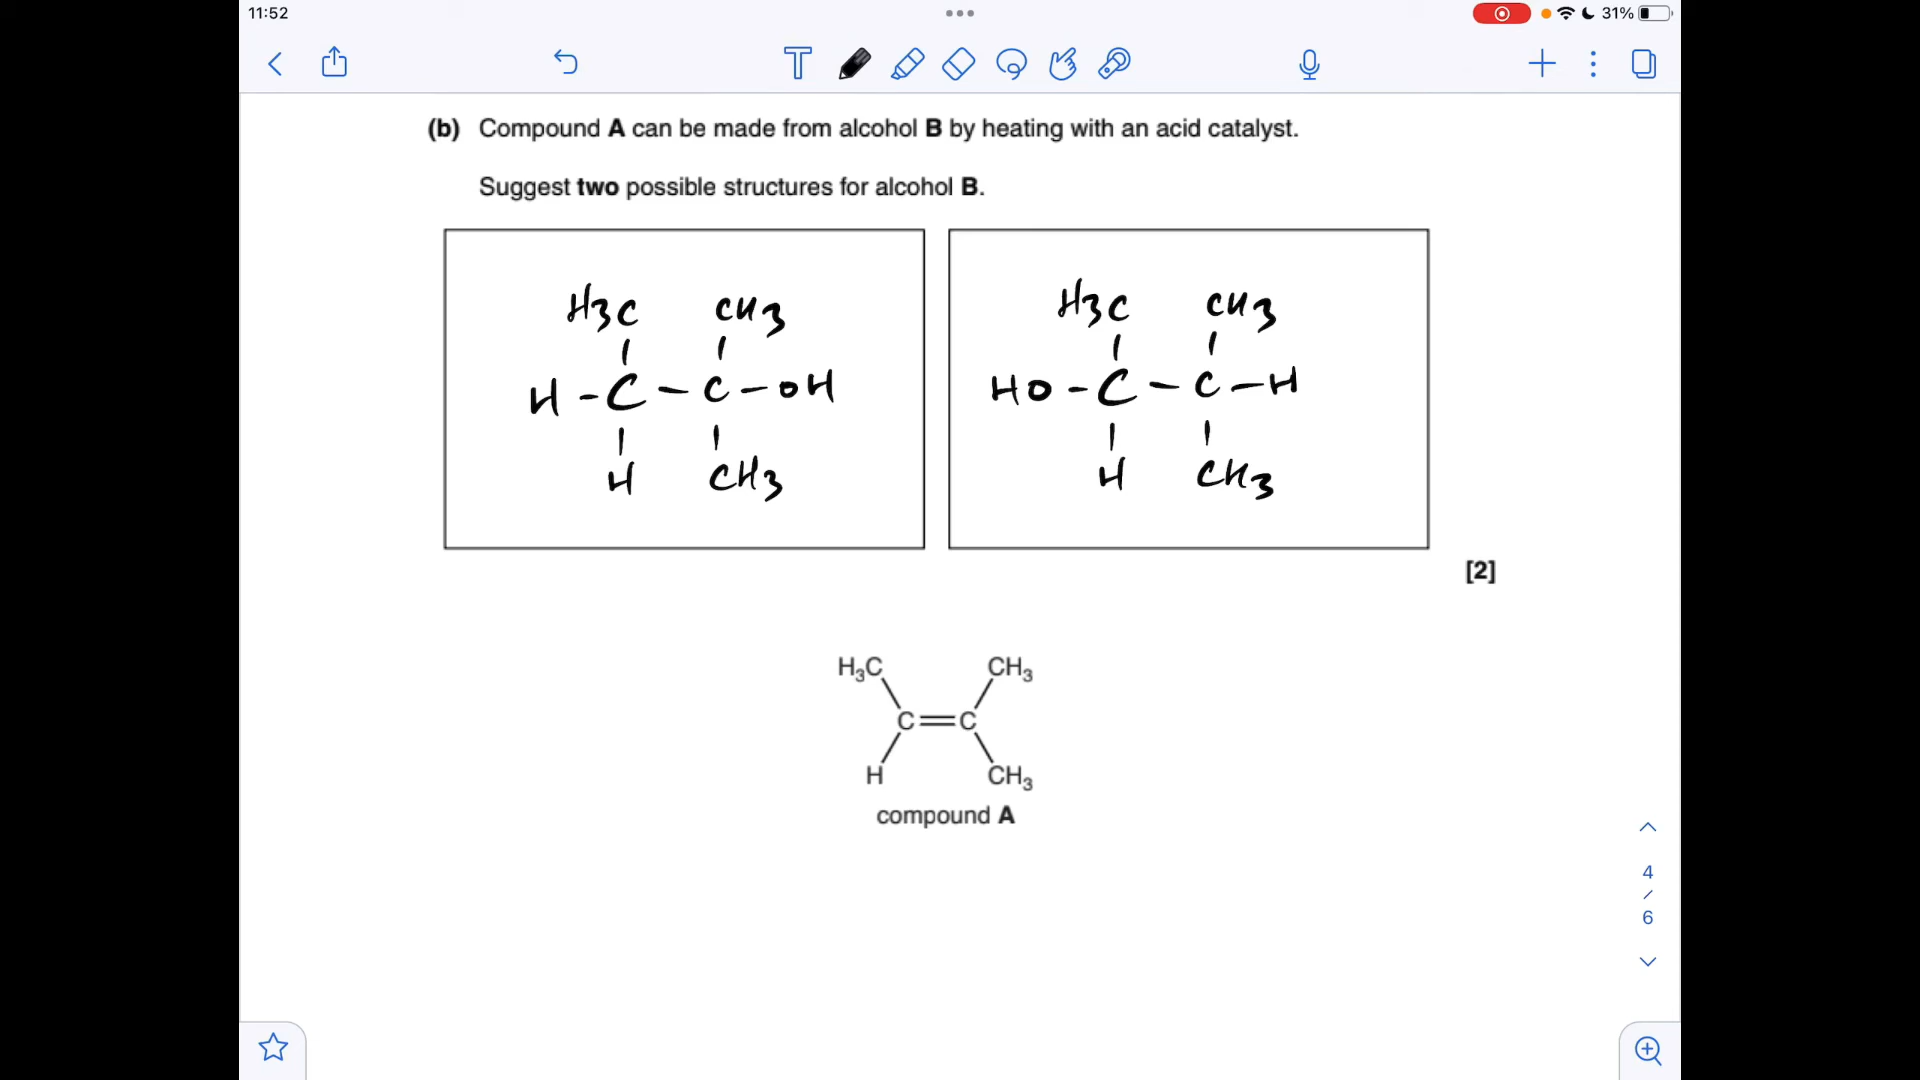 11:52
31%
(b) Compound A can be made from alcohol B by heating with an acid catalyst.
Suggest two possible structures for alcohol B.
H3C CH3
H - C - C - OH
H CH3
H3C CH3
HO - C - C - H
H CH3
[2]
H₃C CH₃
C=C
H CH₃
compound A
4
/
6